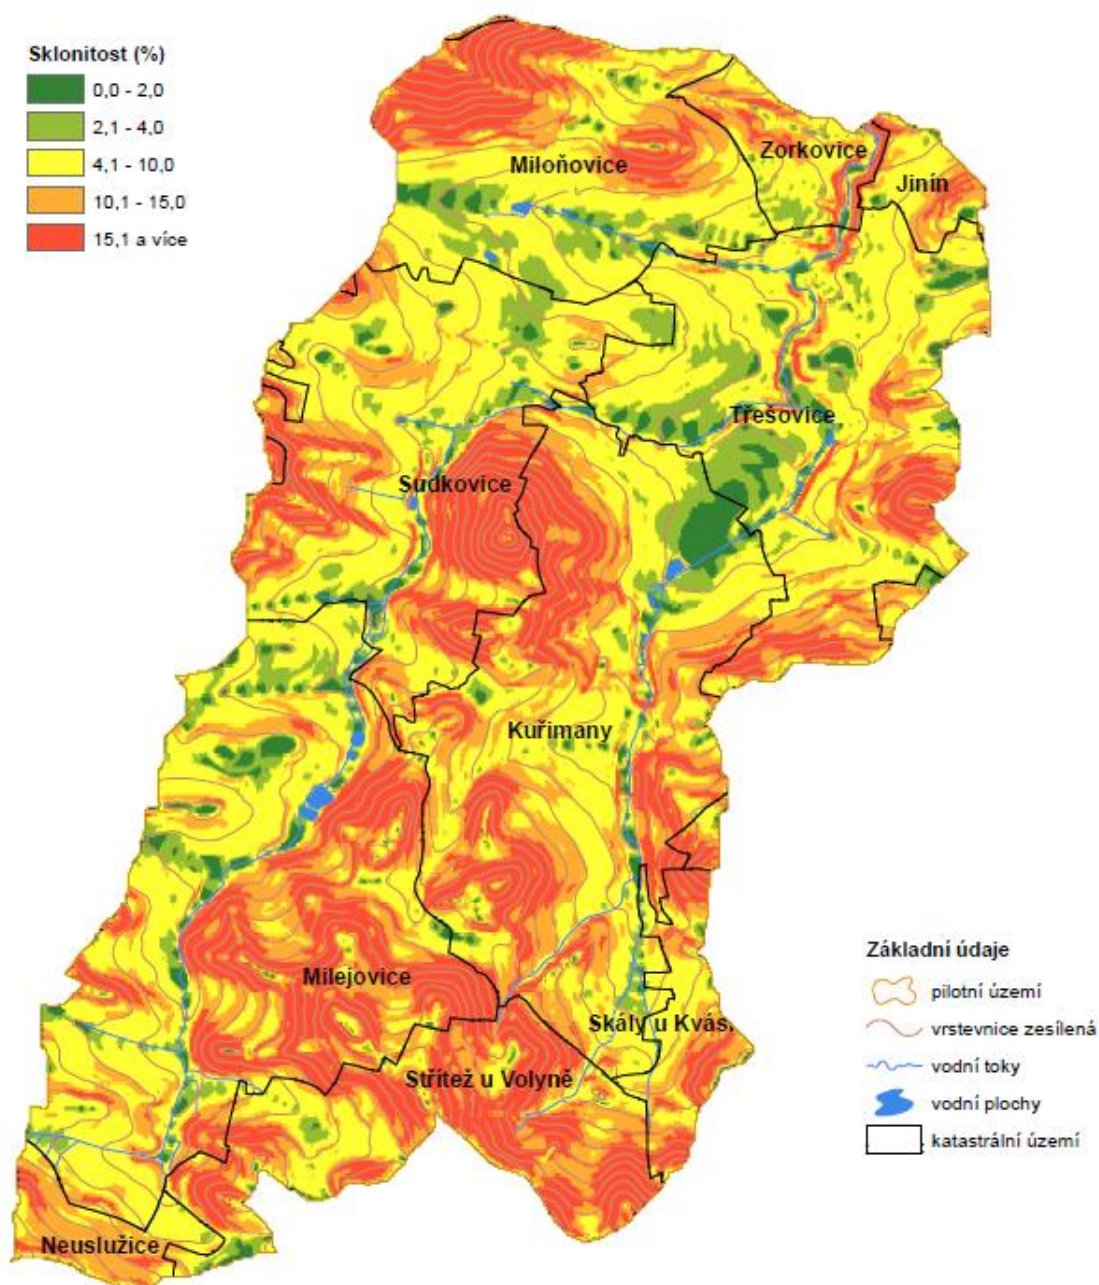 Sklonitost (%)
0,0 - 2,0
2,1 - 4,0
4,1 - 10,0
10,1 - 15,0
15,1 a více
Miloňovice
Zorkovice
Jinín
Třešovice
Sudkovice
Kuřimany
Milejovice
Skály u Kvás.
Střítež u Volyně
Neuslužice
Základní údaje
pilotní území
vrstevnice zesílená
vodní toky
vodní plochy
katastrální území